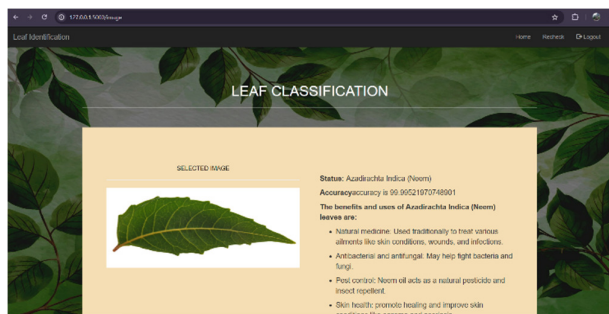 127.0.0.1:5000/image
Leaf Identification
Home Recheck Logout
LEAF CLASSIFICATION
SELECTED IMAGE
Status: Azadirachta Indica (Neem)
Accuracyaccuracy is 99.99521970748901
The benefits and uses of Azadirachta Indica (Neem)
leaves are:
• Natural medicine: Used traditionally to treat various
ailments like skin conditions, wounds, and infections.
• Antibacterial and antifungal: May help fight bacteria and
fungi.
• Pest control: Neem oil acts as a natural pesticide and
insect repellent.
• Skin health: promote healing and improve skin